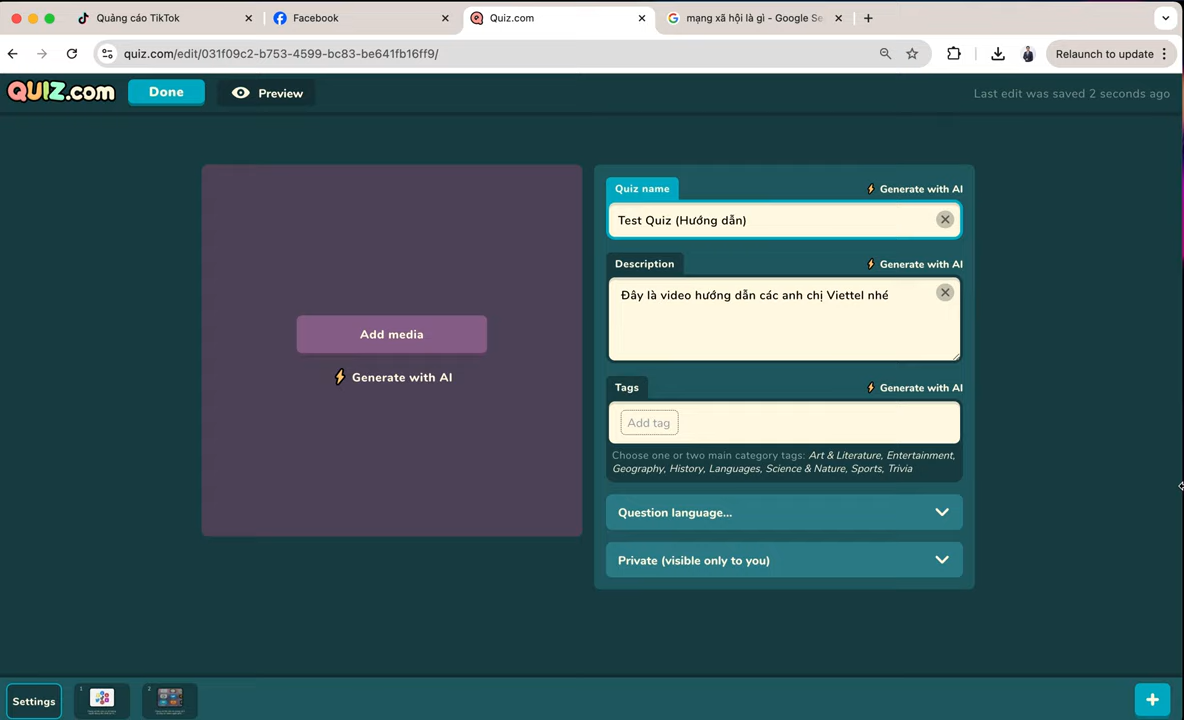 Quảng cáo TikTok
Facebook
Quiz.com
mạng xã hội là gì - Google Se
quiz.com/edit/031f09c2-b753-4599-bc83-be641fb16ff9/
Relaunch to update
QUIZ.com
Done
Preview
Last edit was saved 2 seconds ago
Add media
Generate with AI
Quiz name
Generate with AI
Test Quiz (Hướng dẫn)
Description
Generate with AI
Đây là video hướng dẫn các anh chị Viettel nhé
Tags
Generate with AI
Add tag
Choose one or two main category tags: Art & Literature, Entertainment,
Geography, History, Languages, Science & Nature, Sports, Trivia
Question language...
Private (visible only to you)
Settings
1
2